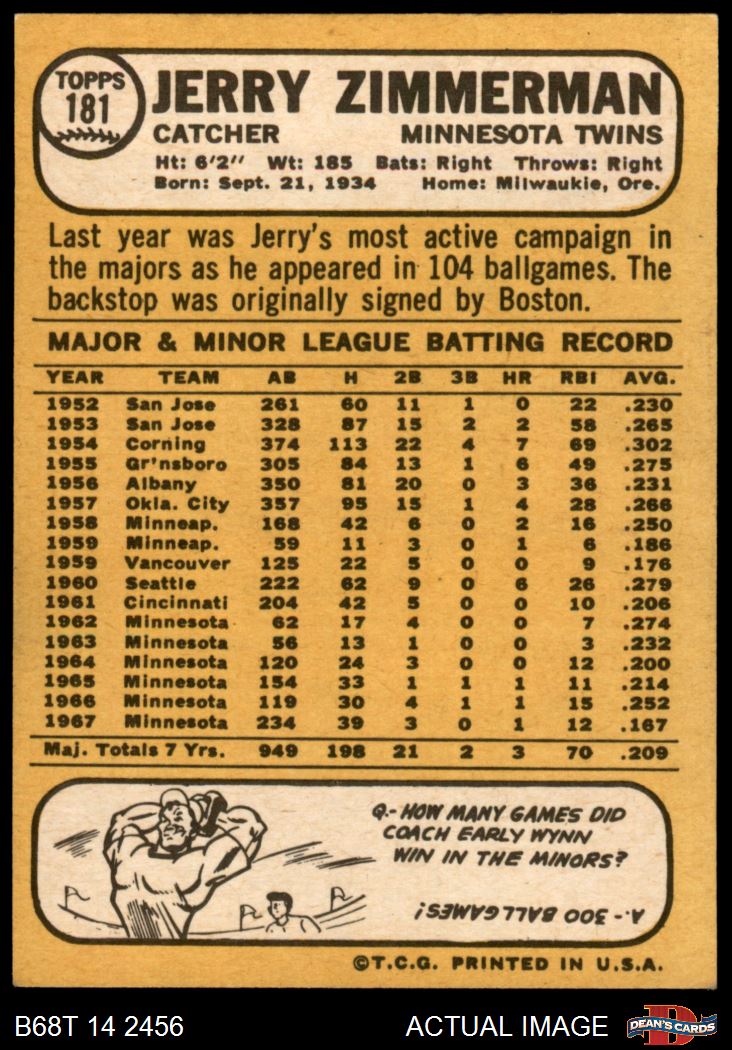 TOPPS
181
JERRY ZIMMERMAN
CATCHER MINNESOTA TWINS
Ht: 6'2" Wt: 185 Bats: Right Throws: Right
Born: Sept. 21, 1934 Home: Milwaukie, Ore.
Last year was Jerry's most active campaign in
the majors as he appeared in 104 ballgames. The
backstop was originally signed by Boston.
MAJOR & MINOR LEAGUE BATTING RECORD
YEAR TEAM AB H 2B 3B HR RBI AVG.
1952 San Jose 261 60 11 1 0 22 .230
1953 San Jose 328 87 15 2 2 58 .265
1954 Corning 374 113 22 4 7 69 .302
1955 Gr'nsboro 305 84 13 1 6 49 .275
1956 Albany 350 81 20 0 3 36 .231
1957 Okla. City 357 95 15 1 4 28 .266
1958 Minneap. 168 42 6 0 2 16 .250
1959 Minneap. 59 11 3 0 1 6 .186
1959 Vancouver 125 22 5 0 0 9 .176
1960 Seattle 222 62 9 0 6 26 .279
1961 Cincinnati 204 42 5 0 0 10 .206
1962 Minnesota 62 17 4 0 0 7 .274
1963 Minnesota 56 13 1 0 0 3 .232
1964 Minnesota 120 24 3 0 0 12 .200
1965 Minnesota 154 33 1 1 1 11 .214
1966 Minnesota 119 30 4 1 1 15 .252
1967 Minnesota 234 39 3 0 1 12 .167
Maj. Totals 7 Yrs. 949 198 21 2 3 70 .209
Q.- HOW MANY GAMES DID
COACH EARLY WYNN
WIN IN THE MINORS?
A.- 300 BALLGAMES!
©T.C.G. PRINTED IN U.S.A.
B68T 14 2456 ACTUAL IMAGE
D
DEAN'S CARDS